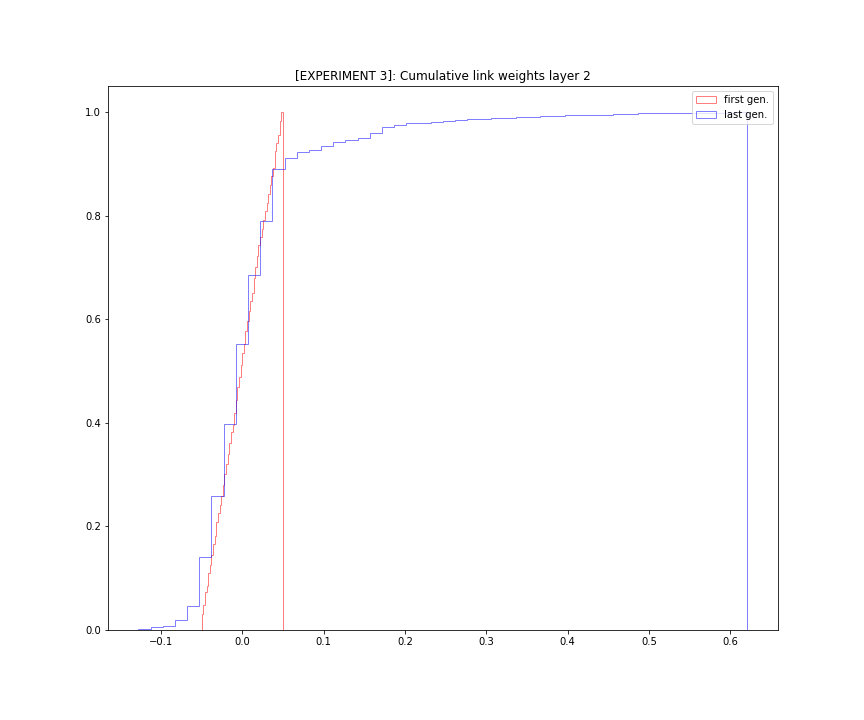 [EXPERIMENT 3]: Cumulative link weights layer 2
first gen.
last gen.
1.0
0.8
0.6
0.4
0.2
0.0
−0.1 0.0 0.1 0.2 0.3 0.4 0.5 0.6